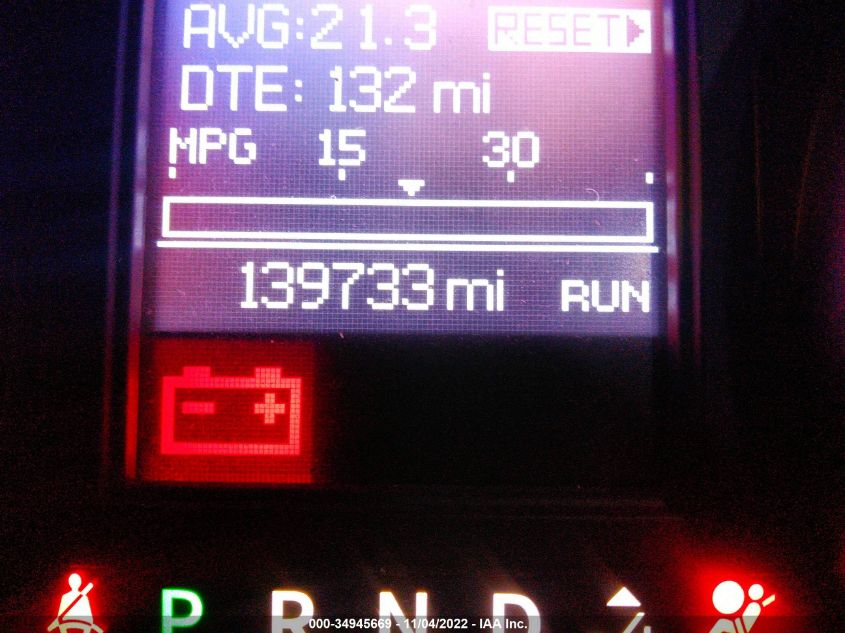 AVG:21.3 RESET
DTE: 132 mi
MPG 15 30
139733 mi RUN
P R N D 4
000-34945669 - 11/04/2022 - IAA Inc.